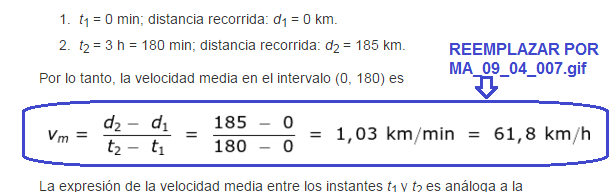 1. t1 = 0 min; distancia recorrida: d1 = 0 km.
2. t2 = 3 h = 180 min; distancia recorrida: d2 = 185 km.
REEMPLAZAR POR
MA_09_04_007.gif
Por lo tanto, la velocidad media en el intervalo (0, 180) es
vm = (d2 − d1)/(t2 − t1) = (185 − 0)/(180 − 0) = 1,03 km/min = 61,8 km/h
La expresión de la velocidad media entre los instantes t1 y t2 es análoga a la